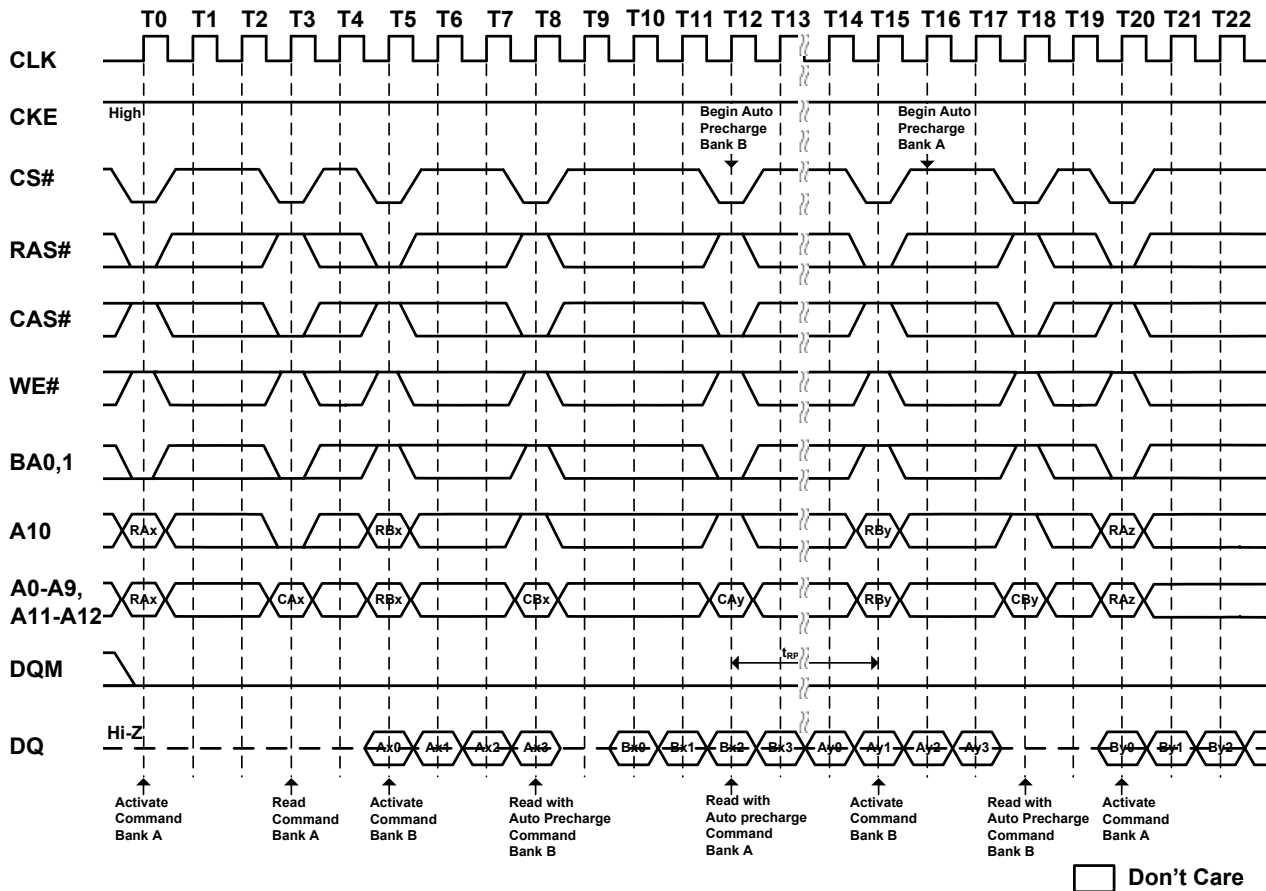 T0 T1 T2 T3 T4 T5 T6 T7 T8 T9 T10 T11 T12 T13 T14 T15 T16 T17 T18 T19 T20 T21 T22
CLK
CKE
High
Begin Auto
Precharge
Bank B
Begin Auto
Precharge
Bank A
CS#
RAS#
CAS#
WE#
BA0,1
A10
RAx RBx RBy RAz
A0-A9,
A11-A12
RAx CAx RBx CBx CAy RBy CBy RAz
DQM
tRP
DQ
Hi-Z
Ax0 Ax1 Ax2 Ax3 Bx0 Bx1 Bx2 Bx3 Ay0 Ay1 Ay2 Ay3 By0 By1 By2
Activate
Command
Bank A
Read
Command
Bank A
Activate
Command
Bank B
Read with
Auto Precharge
Command
Bank B
Read with
Auto precharge
Command
Bank A
Activate
Command
Bank B
Read with
Auto Precharge
Command
Bank B
Activate
Command
Bank A
Don't Care